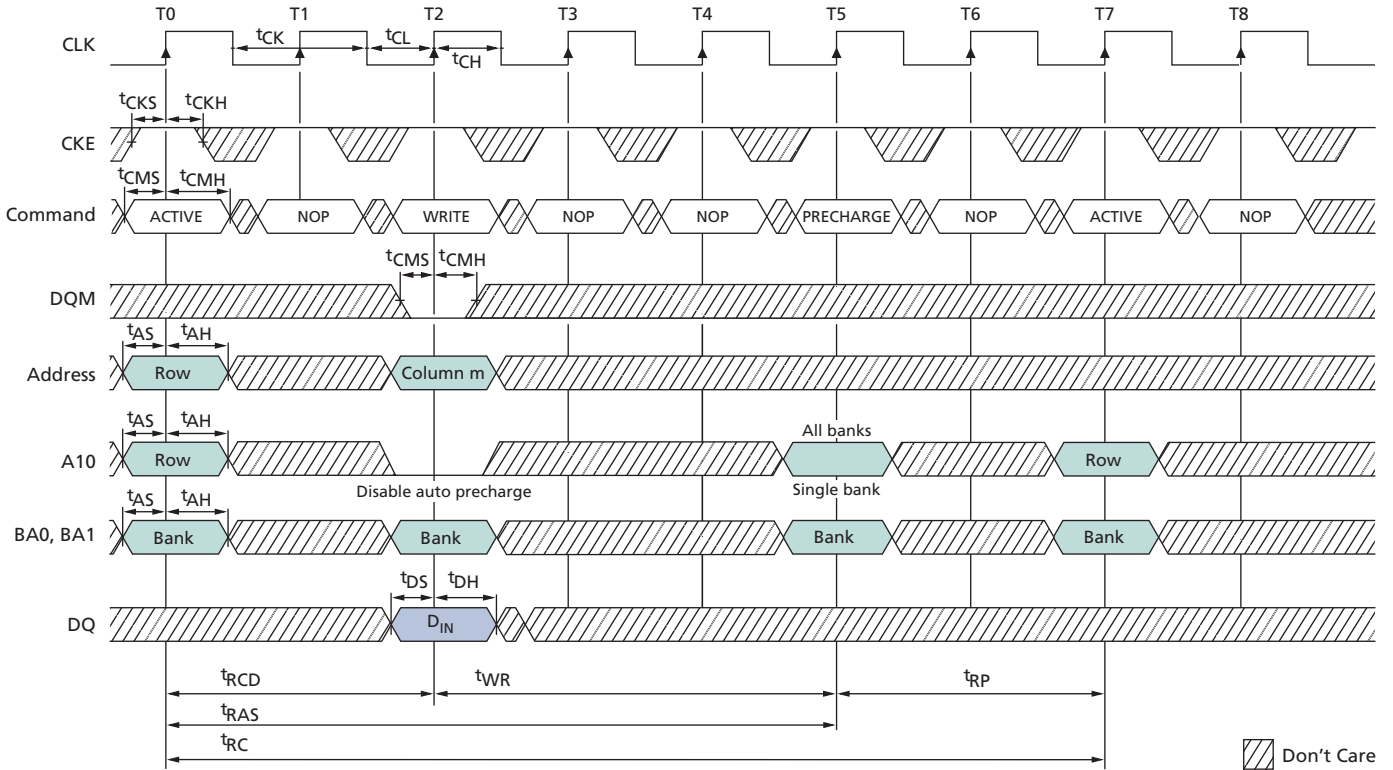 T0 T1 T2 T3 T4 T5 T6 T7 T8
CLK
tCK tCL
tCH
tCKS tCKH
CKE
tCMS tCMH
Command ACTIVE NOP WRITE NOP NOP PRECHARGE NOP ACTIVE NOP
tCMS tCMH
DQM
tAS tAH
Address Row Column m
tAS tAH All banks
A10 Row Row
Disable auto precharge Single bank
tAS tAH
BA0, BA1 Bank Bank Bank Bank
tDS tDH
DQ DIN
tRCD tWR tRP
tRAS
tRC
Don't Care